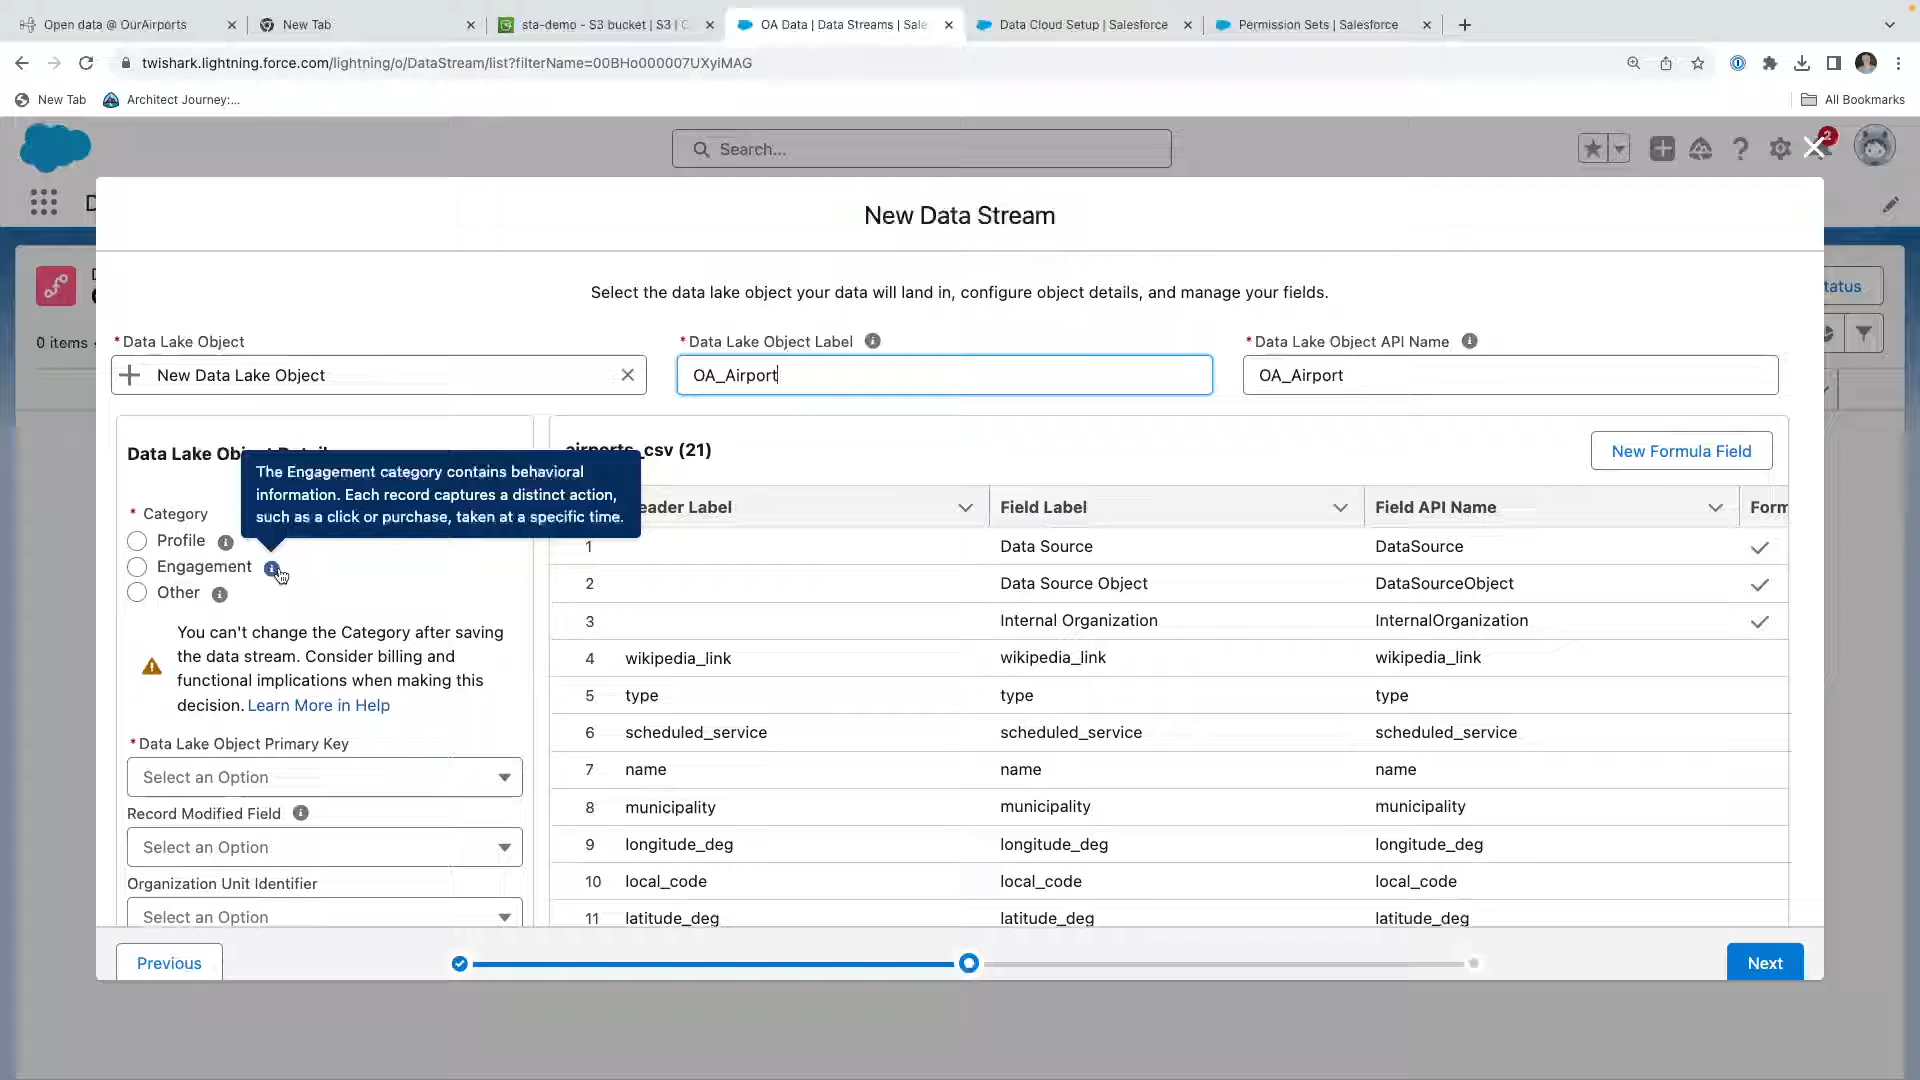 Open data @ OurAirports
New Tab
sta-demo - S3 bucket | S3 | C
OA Data | Data Streams | Sale
Data Cloud Setup | Salesforce
Permission Sets | Salesforce
twishark.lightning.force.com/lightning/o/DataStream/list?filterName=00BHo000007UXyiMAG
New Tab
Architect Journey:...
All Bookmarks
Search...
2
New Data Stream
tatus
0 items
Select the data lake object your data will land in, configure object details, and manage your fields.
* Data Lake Object
* Data Lake Object Label
* Data Lake Object API Name
New Data Lake Object
OA_Airport
OA_Airport
Data Lake Ob
airports_csv (21)
New Formula Field
The Engagement category contains behavioral
information. Each record captures a distinct action,
such as a click or purchase, taken at a specific time.
eader Label
Field Label
Field API Name
Form
* Category
Profile
Engagement
Other
You can't change the Category after saving
the data stream. Consider billing and
functional implications when making this
decision. Learn More in Help
* Data Lake Object Primary Key
Select an Option
Record Modified Field
Select an Option
Organization Unit Identifier
Select an Option
1 Data Source DataSource
2 Data Source Object DataSourceObject
3 Internal Organization InternalOrganization
4 wikipedia_link wikipedia_link wikipedia_link
5 type type type
6 scheduled_service scheduled_service scheduled_service
7 name name name
8 municipality municipality municipality
9 longitude_deg longitude_deg longitude_deg
10 local_code local_code local_code
11 latitude_deg latitude_deg latitude_deg
Previous
Next